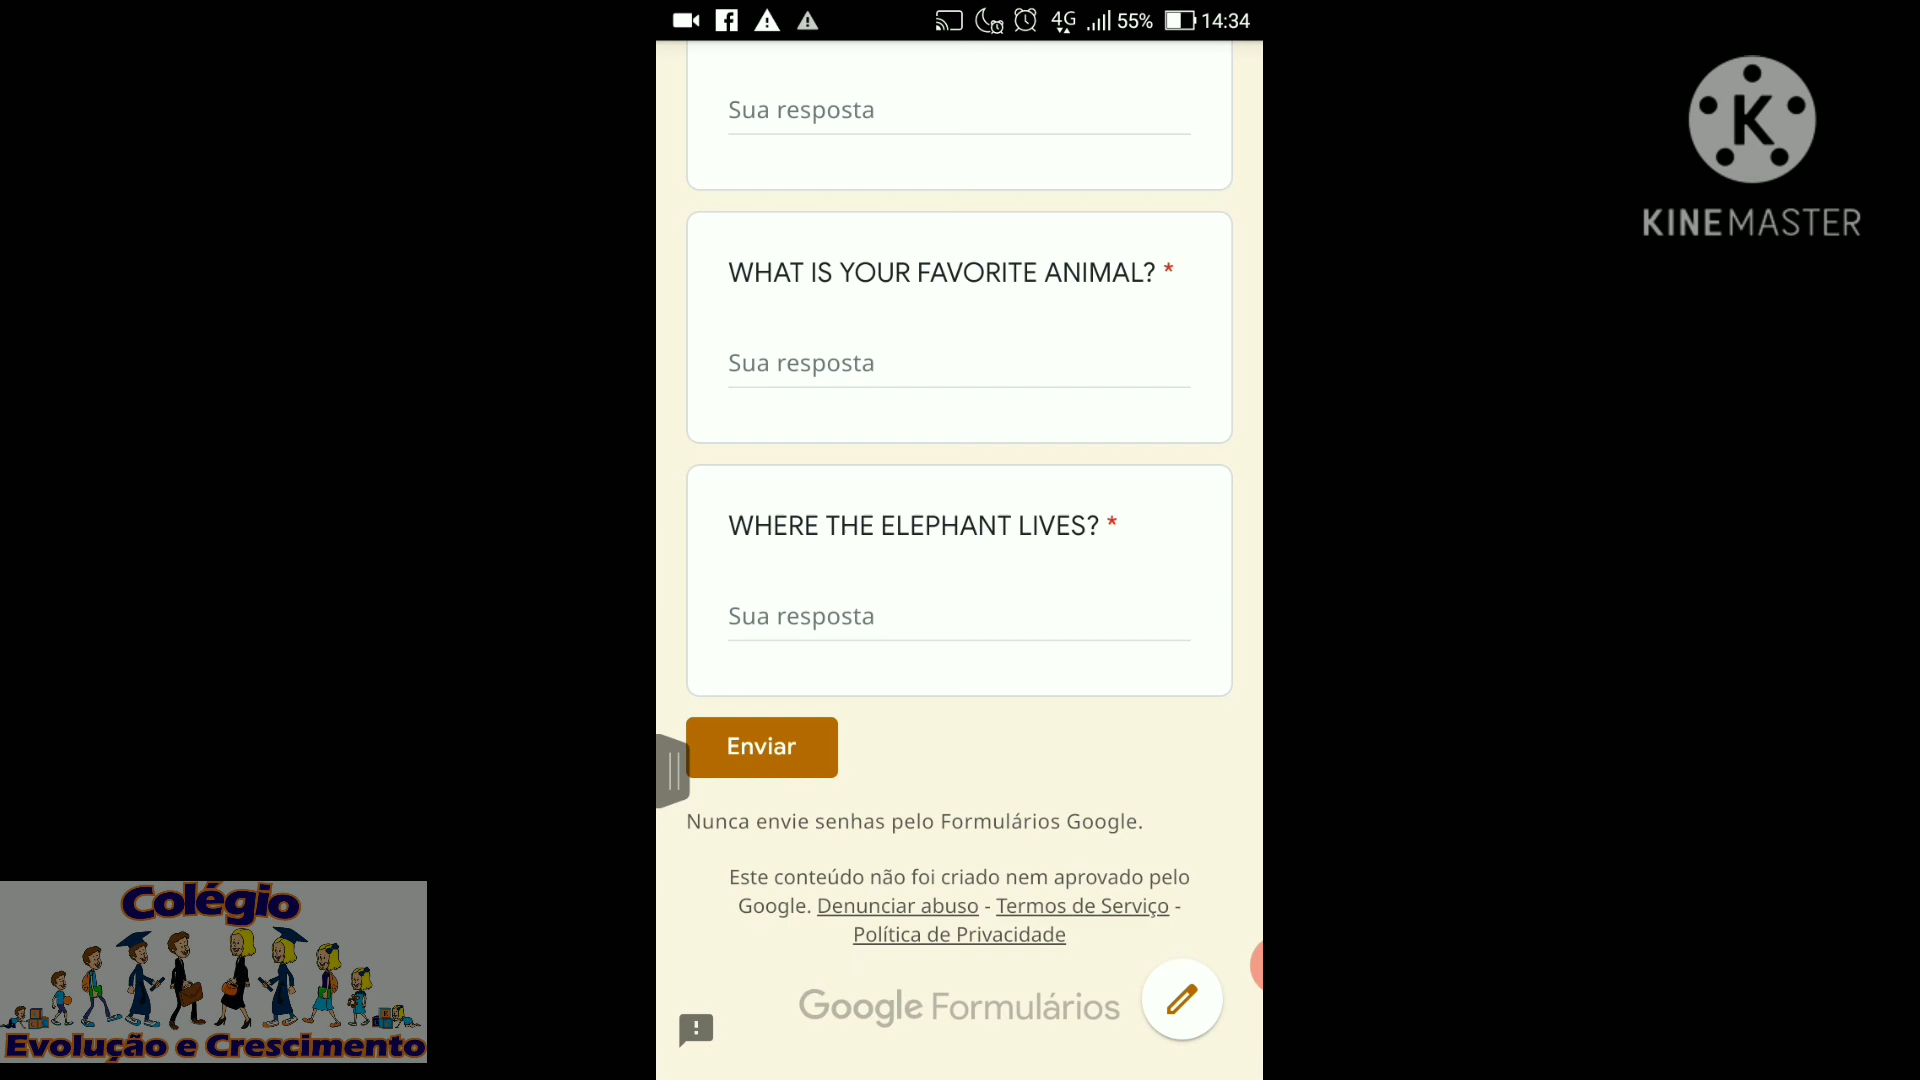 4G 55% 14:34
Sua resposta
WHAT IS YOUR FAVORITE ANIMAL? *
Sua resposta
WHERE THE ELEPHANT LIVES? *
Sua resposta
Enviar
Nunca envie senhas pelo Formulários Google.
Este conteúdo não foi criado nem aprovado pelo
Google. Denunciar abuso - Termos de Serviço -
Política de Privacidade
Google Formulários
K
KINEMASTER
Colégio
Evolução e Crescimento